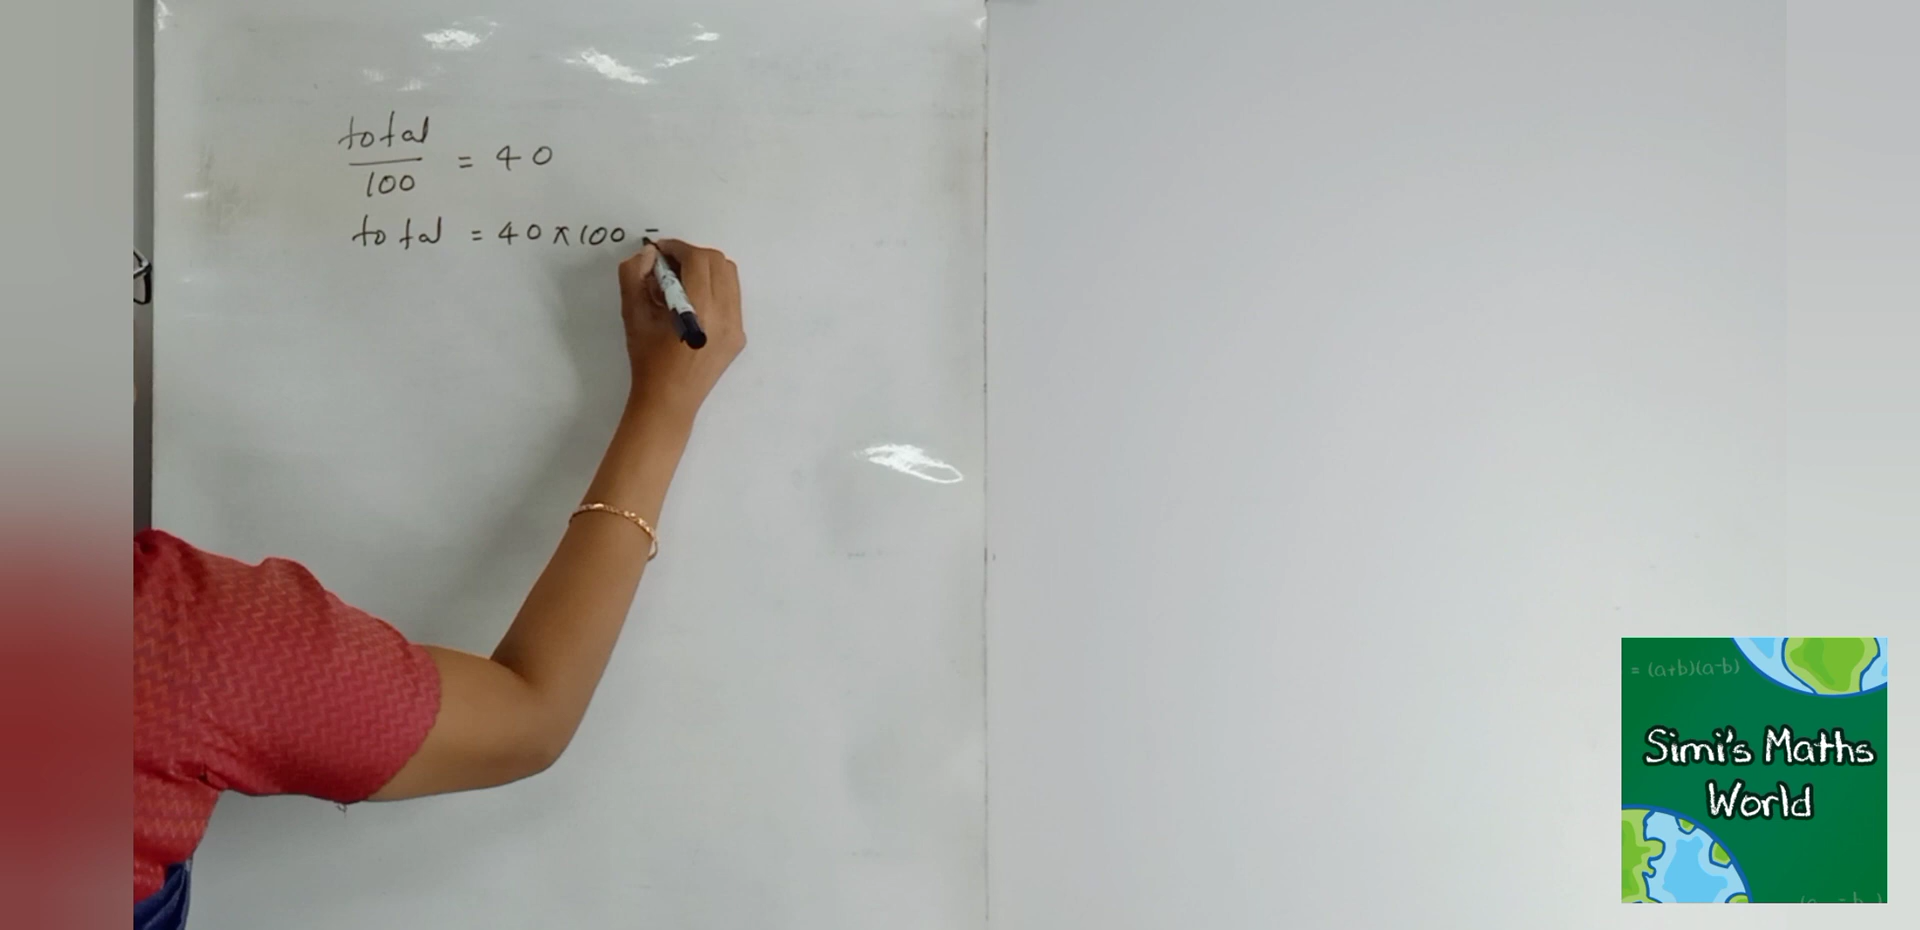 total
100
= 40
total = 40 x 100 =
= (a+b)(a-b)
Simi's Maths
World